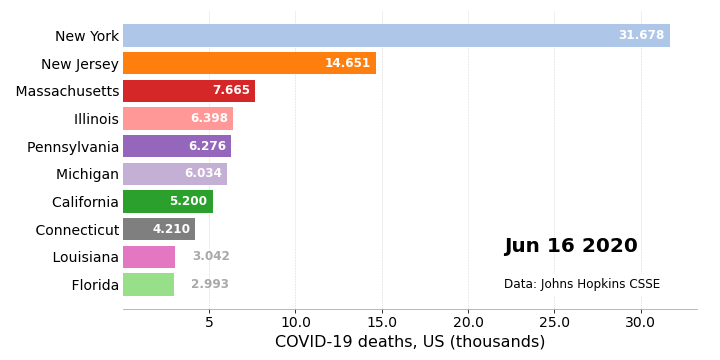 New York 31.678
New Jersey 14.651
Massachusetts 7.665
Illinois 6.398
Pennsylvania 6.276
Michigan 6.034
California 5.200
Connecticut 4.210
Louisiana 3.042
Florida 2.993
Jun 16 2020
Data: Johns Hopkins CSSE
5 10.0 15.0 20.0 25.0 30.0
COVID-19 deaths, US (thousands)